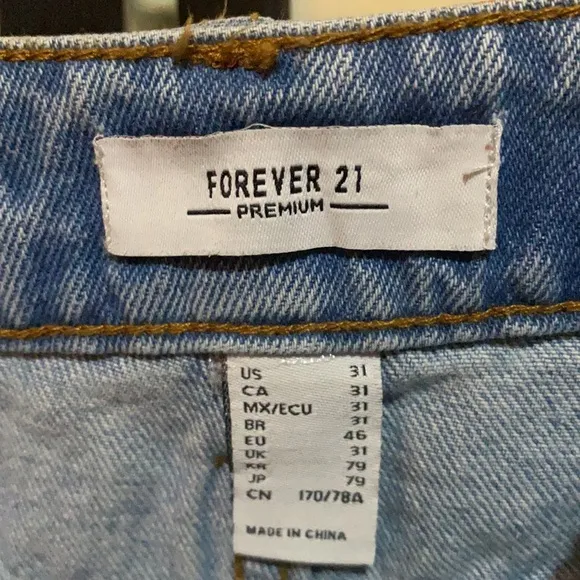 FOREVER 21
PREMIUM
US 31
CA 31
MX/ECU 31
BR 31
EU 46
UK 31
KR 79
JP 79
CN 170/78A
MADE IN CHINA